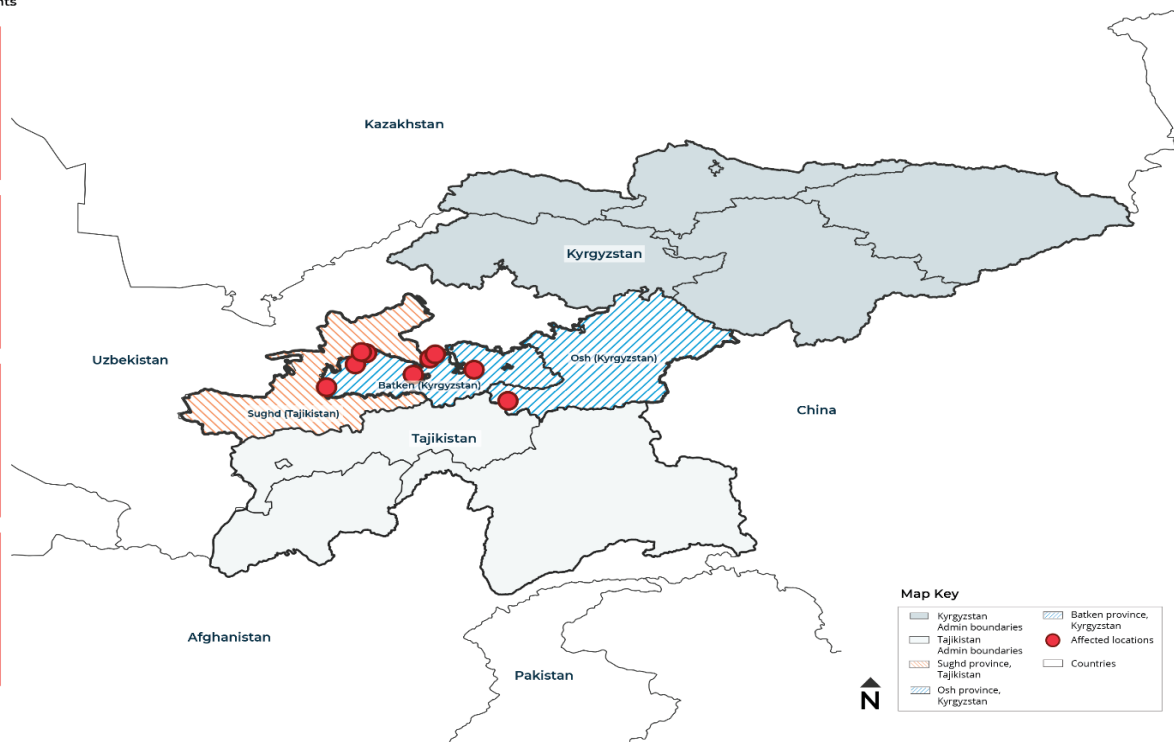 nts
Kazakhstan
Kyrgyzstan
Uzbekistan
Osh (Kyrgyzstan)
Batken (Kyrgyzstan)
Sughd (Tajikistan)
China
Tajikistan
Afghanistan
Pakistan
N
Map Key
Kyrgyzstan
Admin boundaries
Tajikistan
Admin boundaries
Sughd province,
Tajikistan
Osh province,
Kyrgyzstan
Batken province,
Kyrgyzstan
Affected locations
Countries